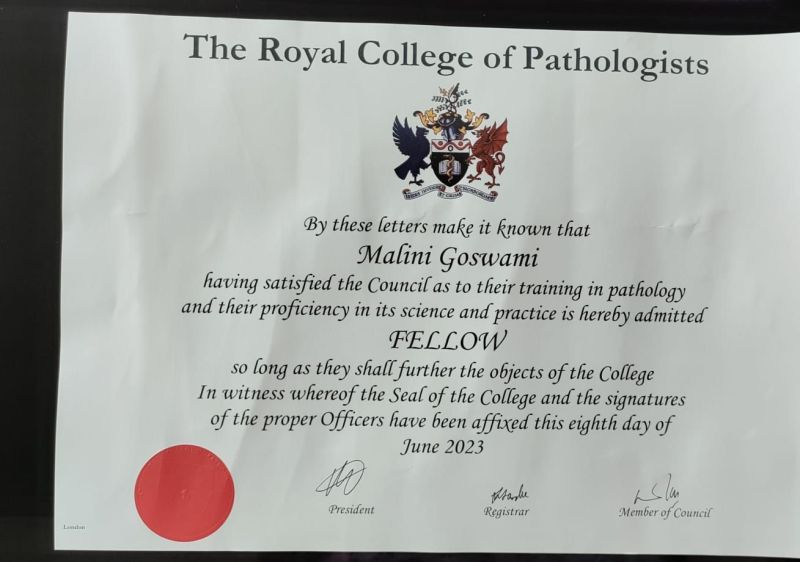 The Royal College of Pathologists
By these letters make it known that
Malini Goswami
having satisfied the Council as to their training in pathology
and their proficiency in its science and practice is hereby admitted
FELLOW
so long as they shall further the objects of the College
In witness whereof the Seal of the College and the signatures
of the proper Officers have been affixed this eighth day of
June 2023
President
Registrar
Member of Council
London